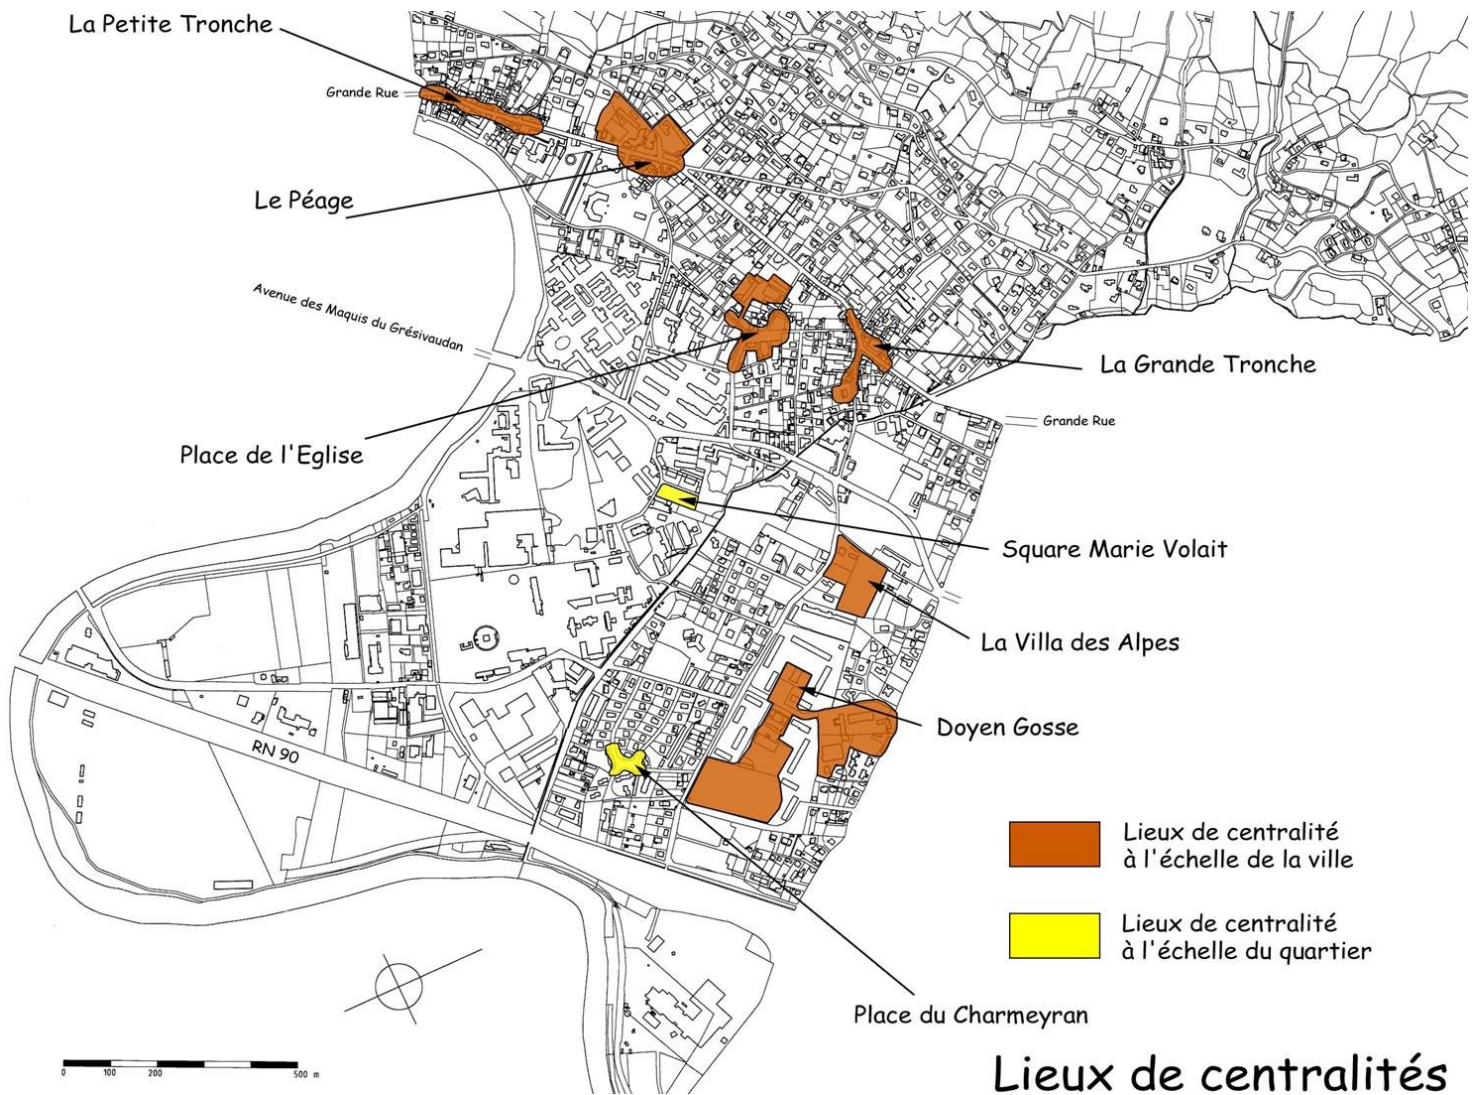 La Petite Tronche
Grande Rue
Le Péage
Avenue des Maquis du Grésivaudan
La Grande Tronche
Grande Rue
Place de l'Eglise
Square Marie Volait
La Villa des Alpes
Doyen Gosse
RN 90
Lieux de centralité
à l'échelle de la ville
Lieux de centralité
à l'échelle du quartier
Place du Charmeyran
0 100 200 500 m
Lieux de centralités